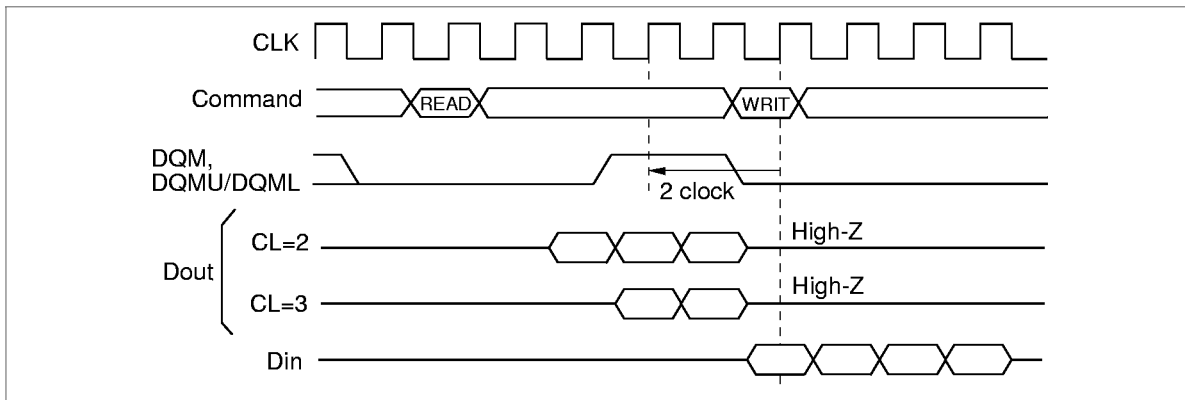 CLK
Command
READ
WRIT
DQM,
DQMU/DQML
2 clock
Dout
CL=2
High-Z
CL=3
High-Z
Din